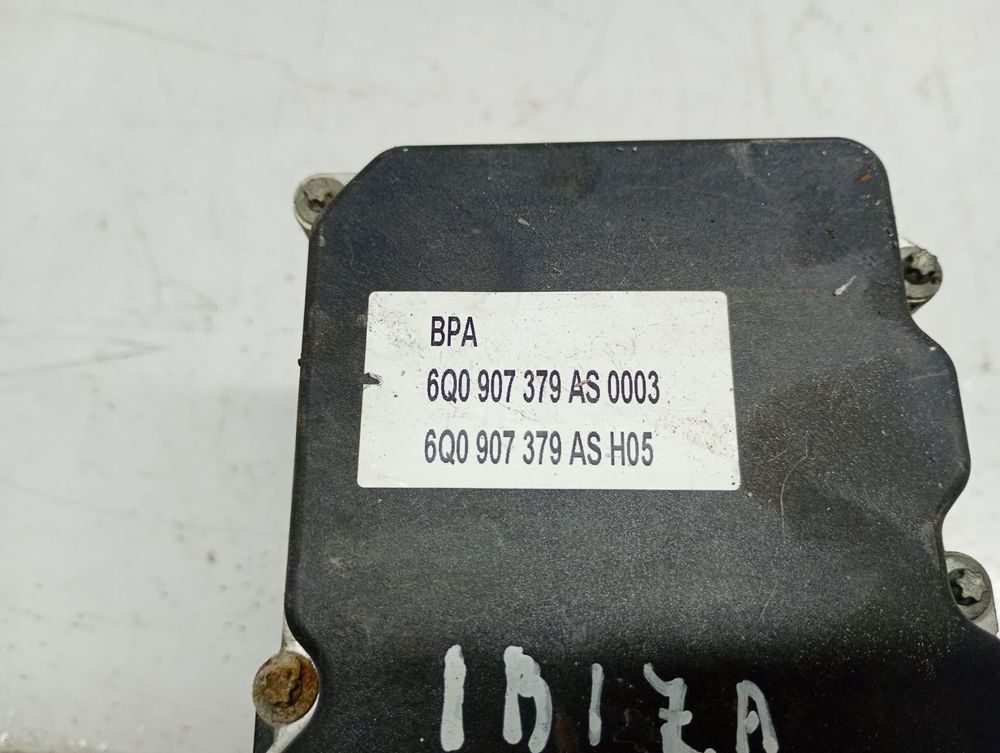 BPA
6Q0 907 379 AS 0003
6Q0 907 379 AS H05
IBIZA